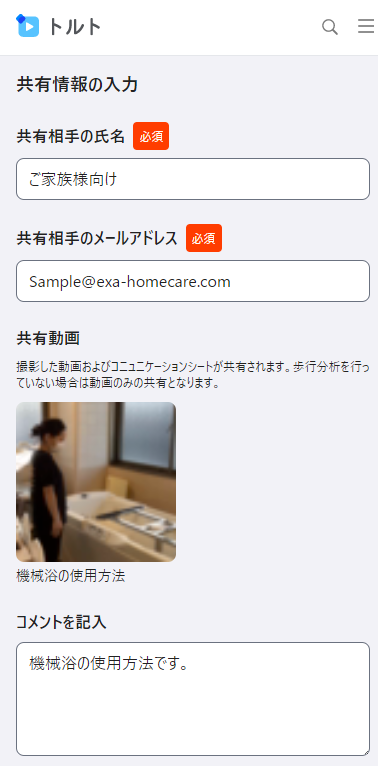 トルト
共有情報の入力
共有相手の氏名 必須
ご家族様向け
共有相手のメールアドレス 必須
Sample@exa-homecare.com
共有動画
撮影した動画およびコニュニケーションシートが共有されます。歩行分析を行っ
ていない場合は動画のみの共有となります。
機械浴の使用方法
コメントを記入
機械浴の使用方法です。